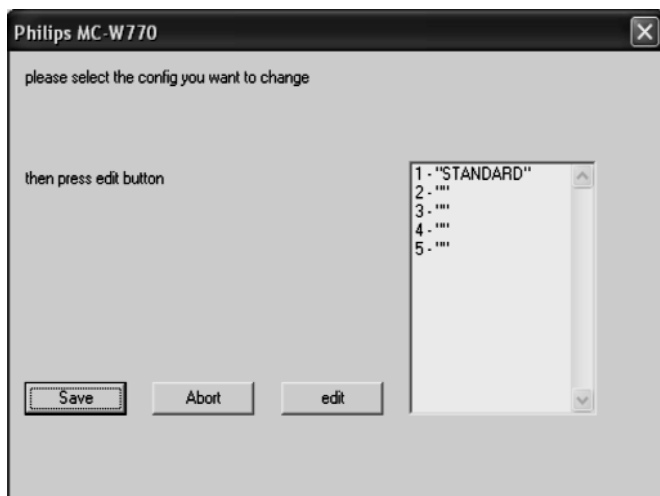 Philips MC-W770
please select the config you want to change
then press edit button
1 - "STANDARD"
2 - ""
3 - ""
4 - ""
5 - ""
Save Abort edit